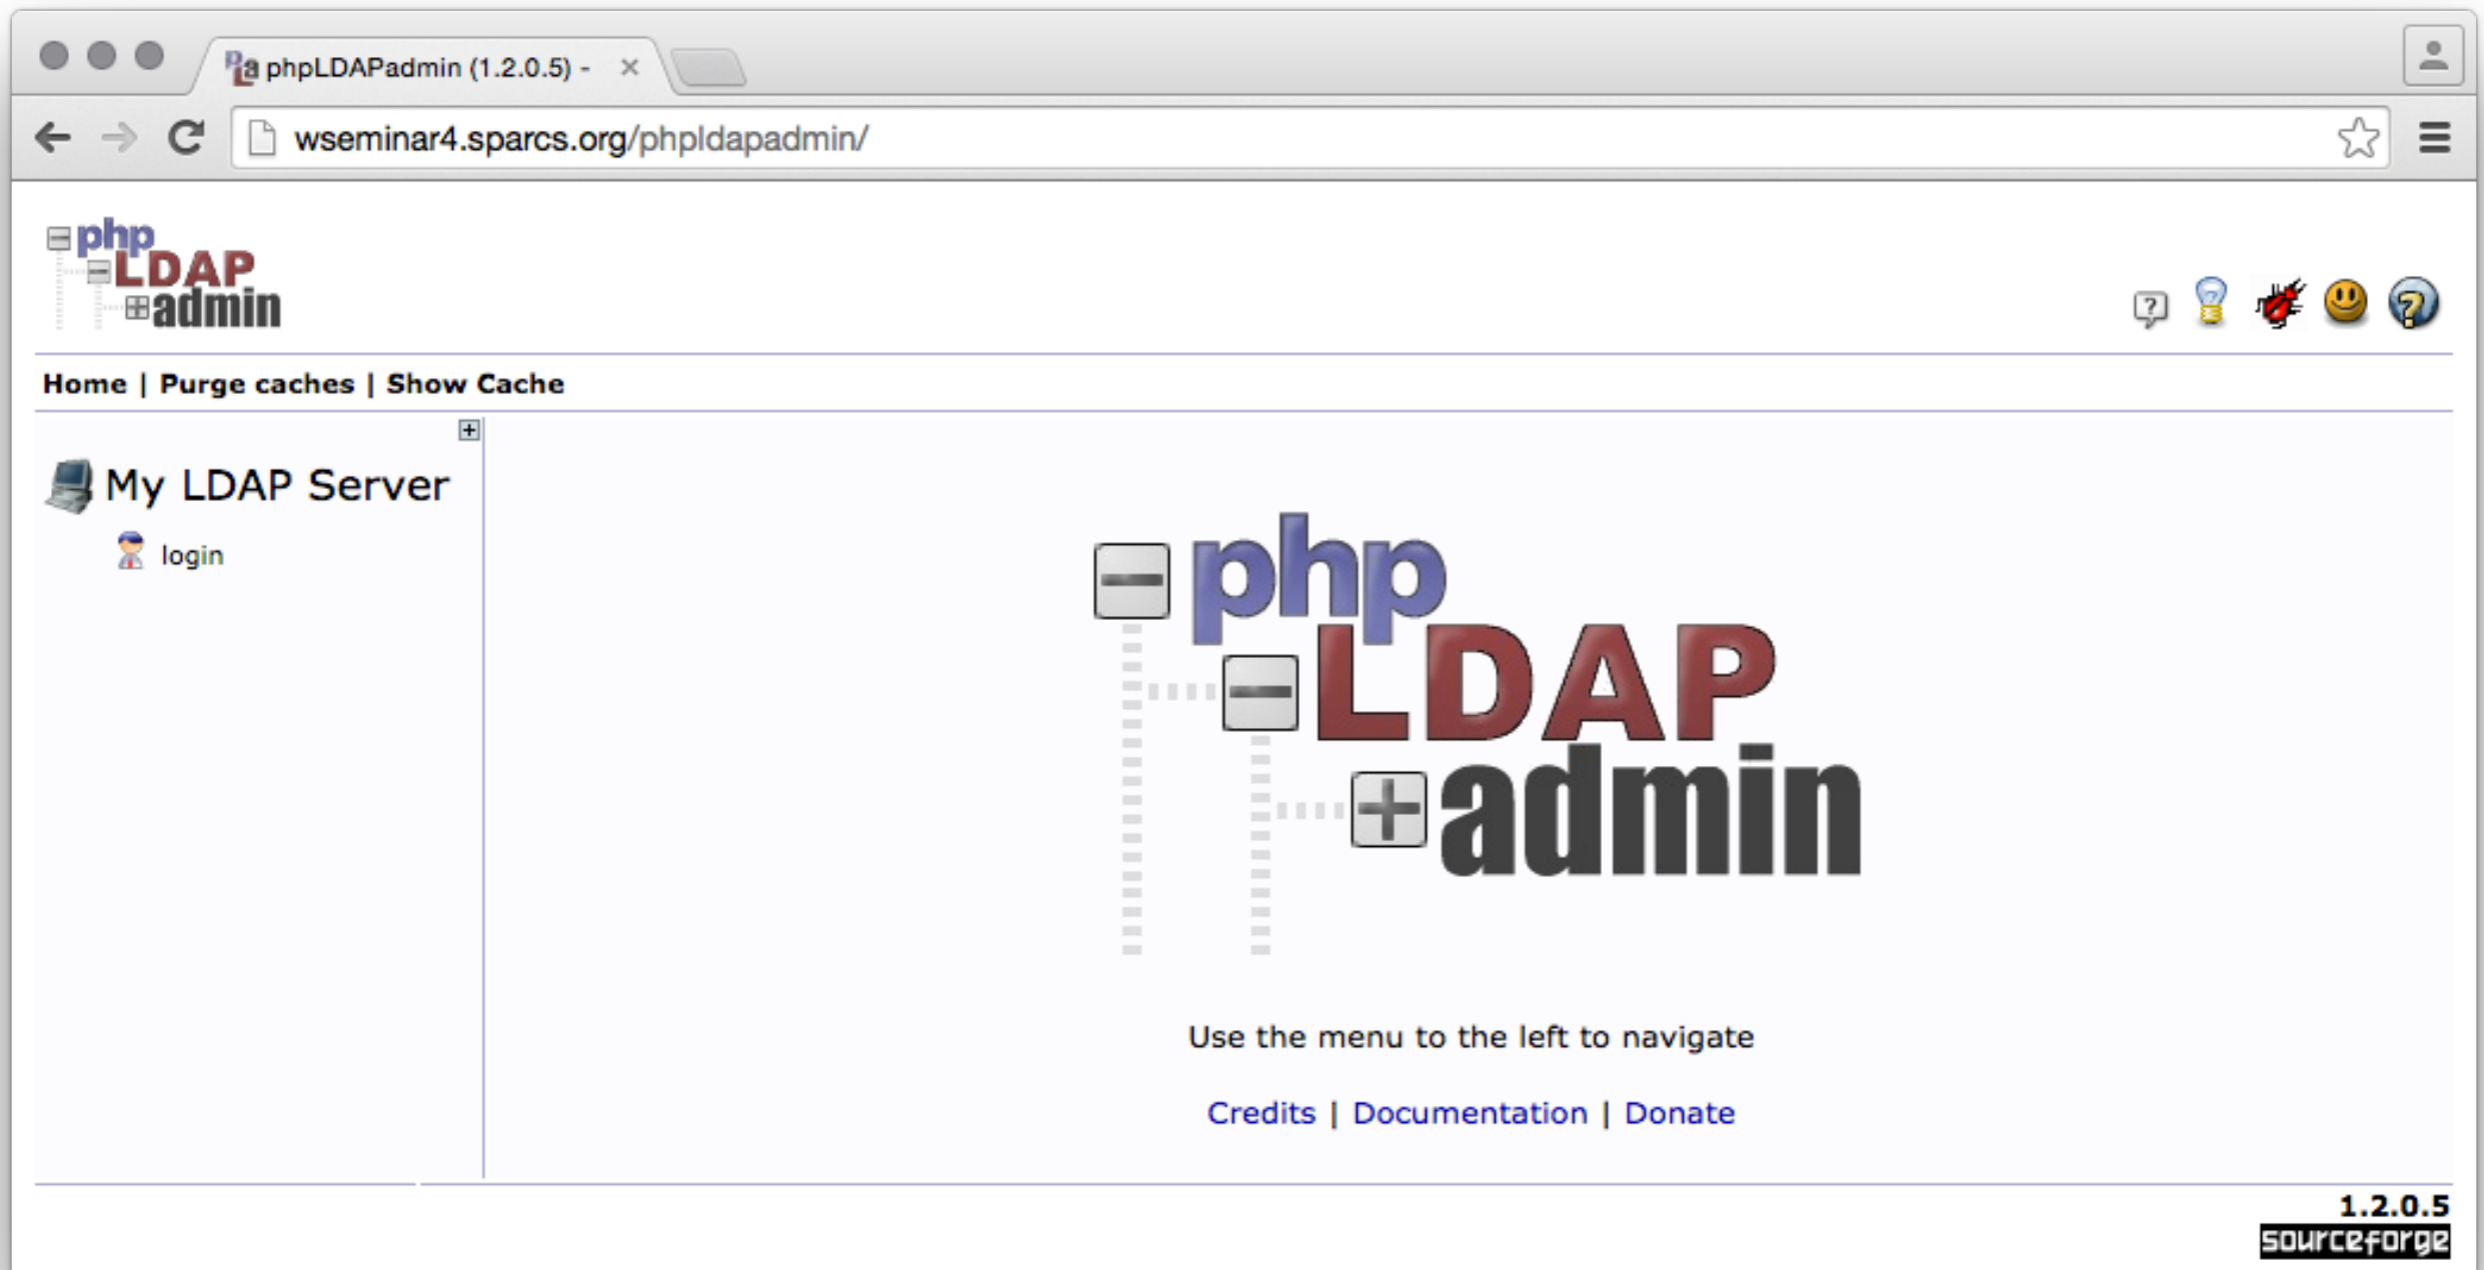 phpLDAPadmin (1.2.0.5) -
wseminar4.sparcs.org/phpldapadmin/
php
LDAP
admin
Home | Purge caches | Show Cache
My LDAP Server
login
php
LDAP
admin
Use the menu to the left to navigate
Credits | Documentation | Donate
1.2.0.5
sourceforge